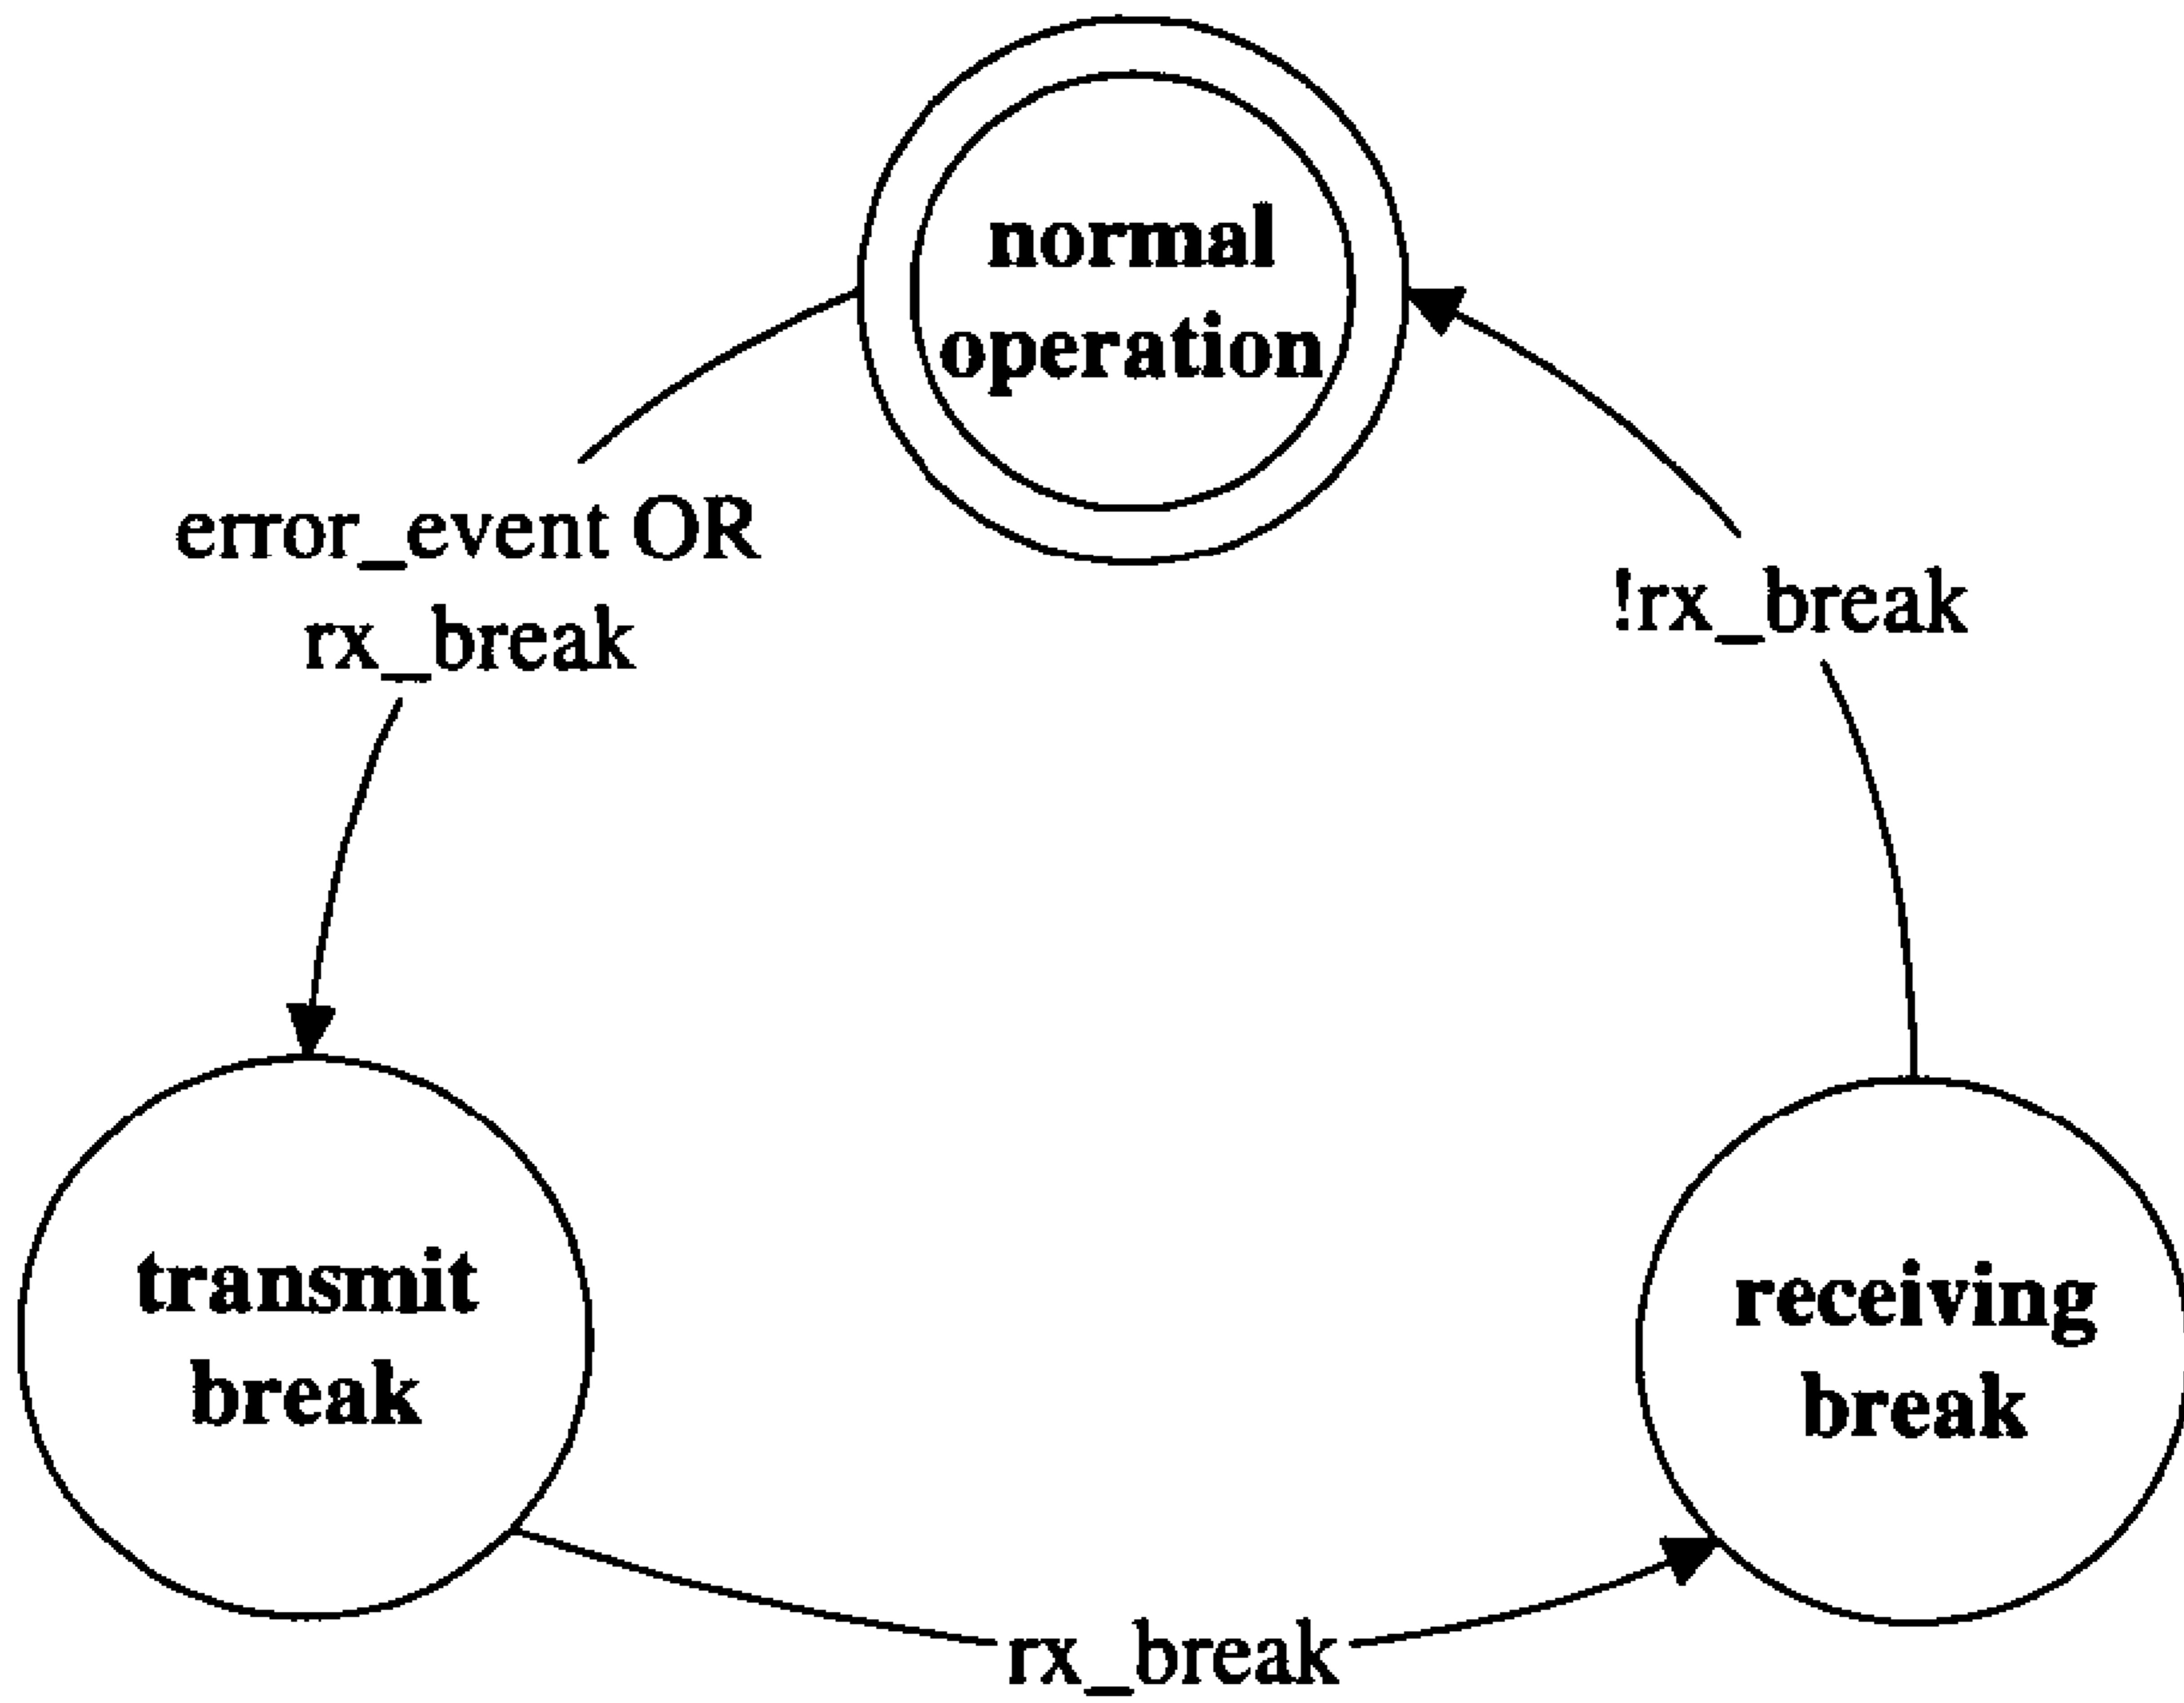 normal
operation
error_event OR
rx_break
!rx_break
transmit
break
receiving
break
rx_break